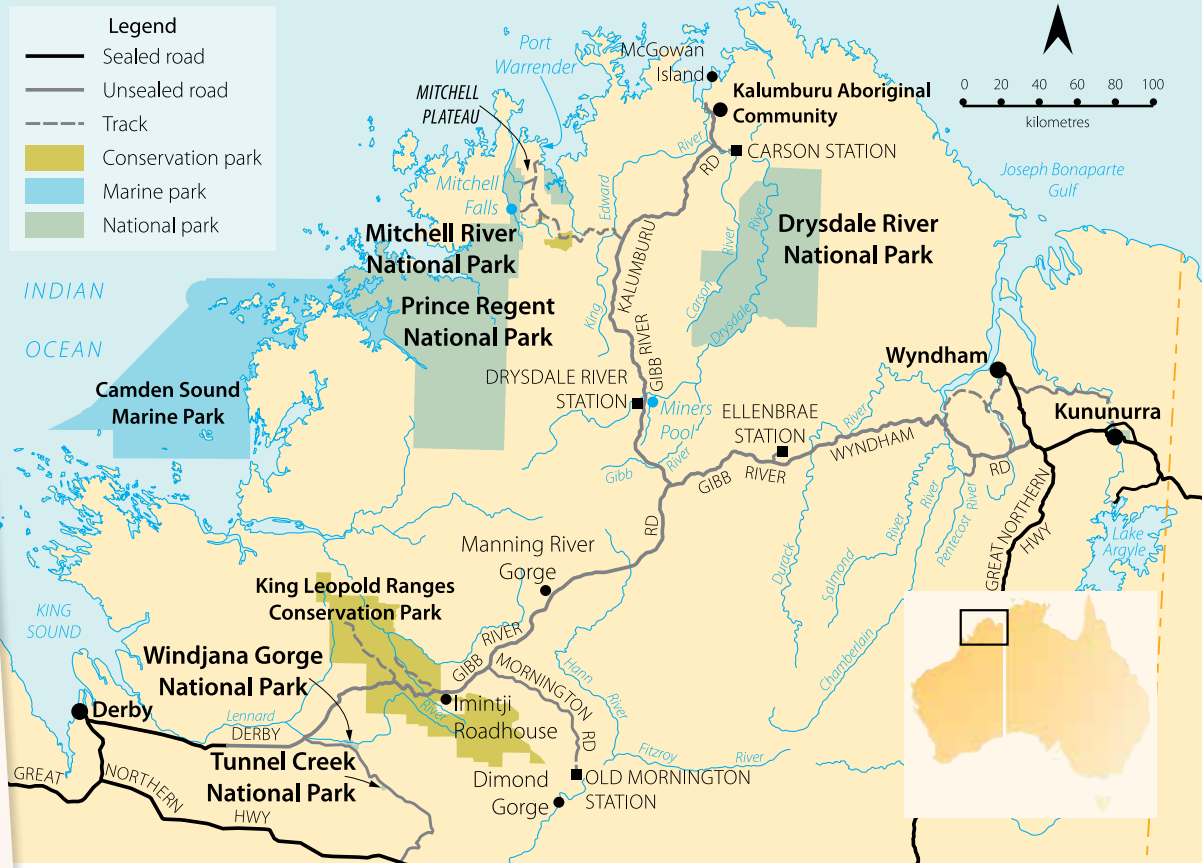 Legend
Sealed road
Unsealed road
Track
Conservation park
Marine park
National park
Port
Warrender
McGowan
Island
MITCHELL
PLATEAU
Kalumburu Aboriginal
Community
0 20 40 60 80 100
kilometres
River
RD
CARSON STATION
Joseph Bonaparte
Gulf
Mitchell
Falls
Edward
King
Mitchell River
National Park
KALUMBURU
GIBB RIVER
River
River
Carson
Drysdale
Drysdale River
National Park
INDIAN
OCEAN
Prince Regent
National Park
Camden Sound
Marine Park
DRYSDALE RIVER
STATION
Miners
Pool
Wyndham
Kununurra
ELLENBRAE
STATION
River
WYNDHAM
Gibb
River
GIBB
RIVER
RD
RD
Durack
River
Salmond
River
Pentecost
River
Chamberlain
GREAT NORTHERN
HWY
Lake
Argyle
Manning River
Gorge
King Leopold Ranges
Conservation Park
KING
SOUND
Windjana Gorge
National Park
GIBB
RIVER
MORNINGTON
RD
Hann
River
Derby
Lennard
River
DERBY
Imintji
Roadhouse
Fitzroy
River
Tunnel Creek
National Park
Dimond
Gorge
OLD MORNINGTON
STATION
GREAT
NORTHERN
HWY